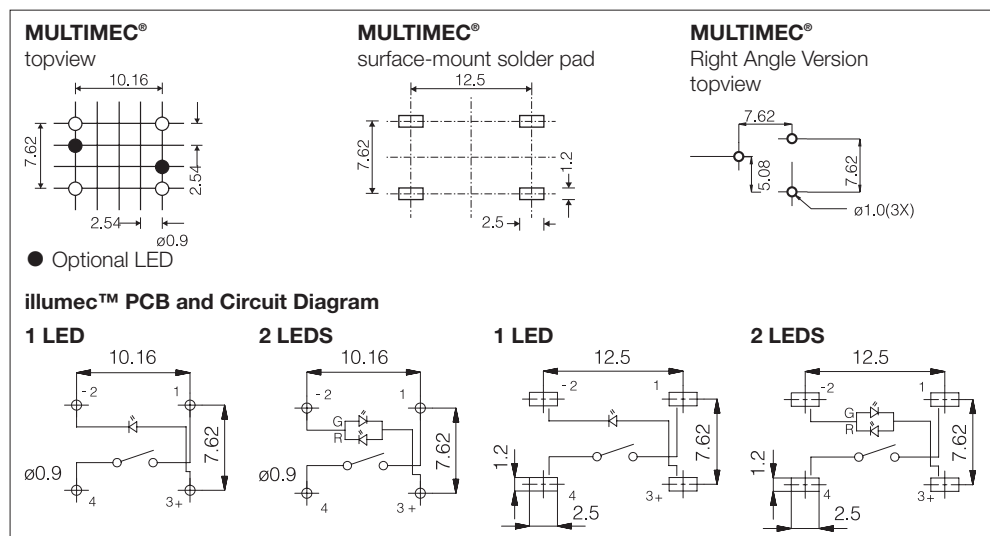 MULTIMEC®
topview
10.16
7.62
2.54
2.54
ø0.9
● Optional LED
MULTIMEC®
surface-mount solder pad
12.5
7.62
1.2
2.5
MULTIMEC®
Right Angle Version
topview
7.62
5.08
7.62
ø1.0(3X)
illumec™ PCB and Circuit Diagram
1 LED
10.16
- 2
1
7.62
ø0.9
4
3+
2 LEDS
10.16
- 2
1
G
R
7.62
ø0.9
4
3+
1 LED
12.5
-2
1
7.62
1.2
4
3+
2.5
2 LEDS
12.5
-2
1
G
R
7.62
1.2
4
3+
2.5